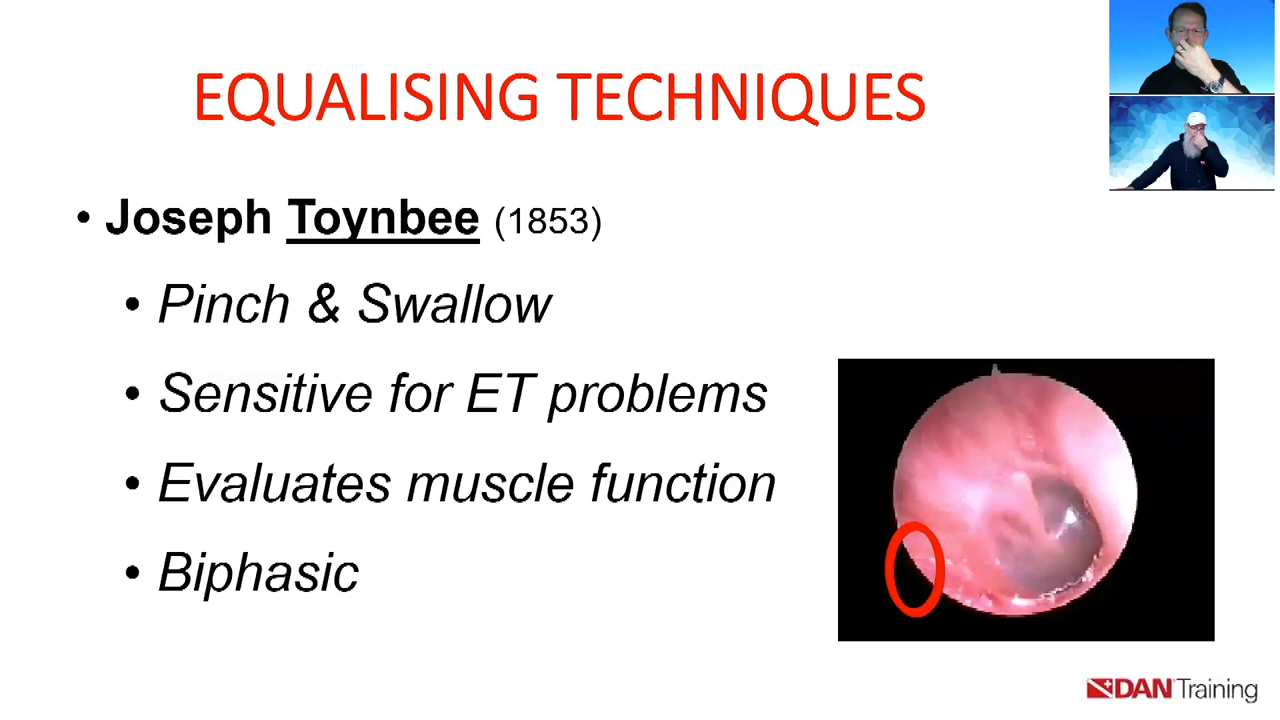 EQUALISING TECHNIQUES
• Joseph Toynbee (1853)
• Pinch & Swallow
• Sensitive for ET problems
• Evaluates muscle function
• Biphasic
DAN Training